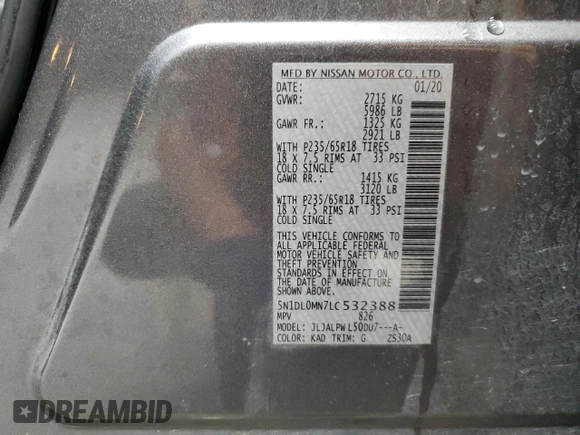 MFD BY NISSAN MOTOR CO., LTD.
DATE: 01/20
GVWR: 2715 KG
5986 LB
GAWR FR.: 1325 KG
2921 LB
WITH P235/65R18 TIRES
18 X 7.5 RIMS AT 33 PSI
COLD SINGLE
GAWR RR.: 1415 KG
3120 LB
WITH P235/65R18 TIRES
18 X 7.5 RIMS AT 33 PSI
COLD SINGLE
THIS VEHICLE CONFORMS TO
ALL APPLICABLE FEDERAL
MOTOR VEHICLE SAFETY AND
THEFT PREVENTION
STANDARDS IN EFFECT ON
THE DATE OF MANUFACTURE
SHOWN ABOVE.
5N1DL0MN7LC532388
MPV 826
MODEL: JLJALPW L50DU7---A-
COLOR: KAD TRIM: G ZS30A
DREAMBID